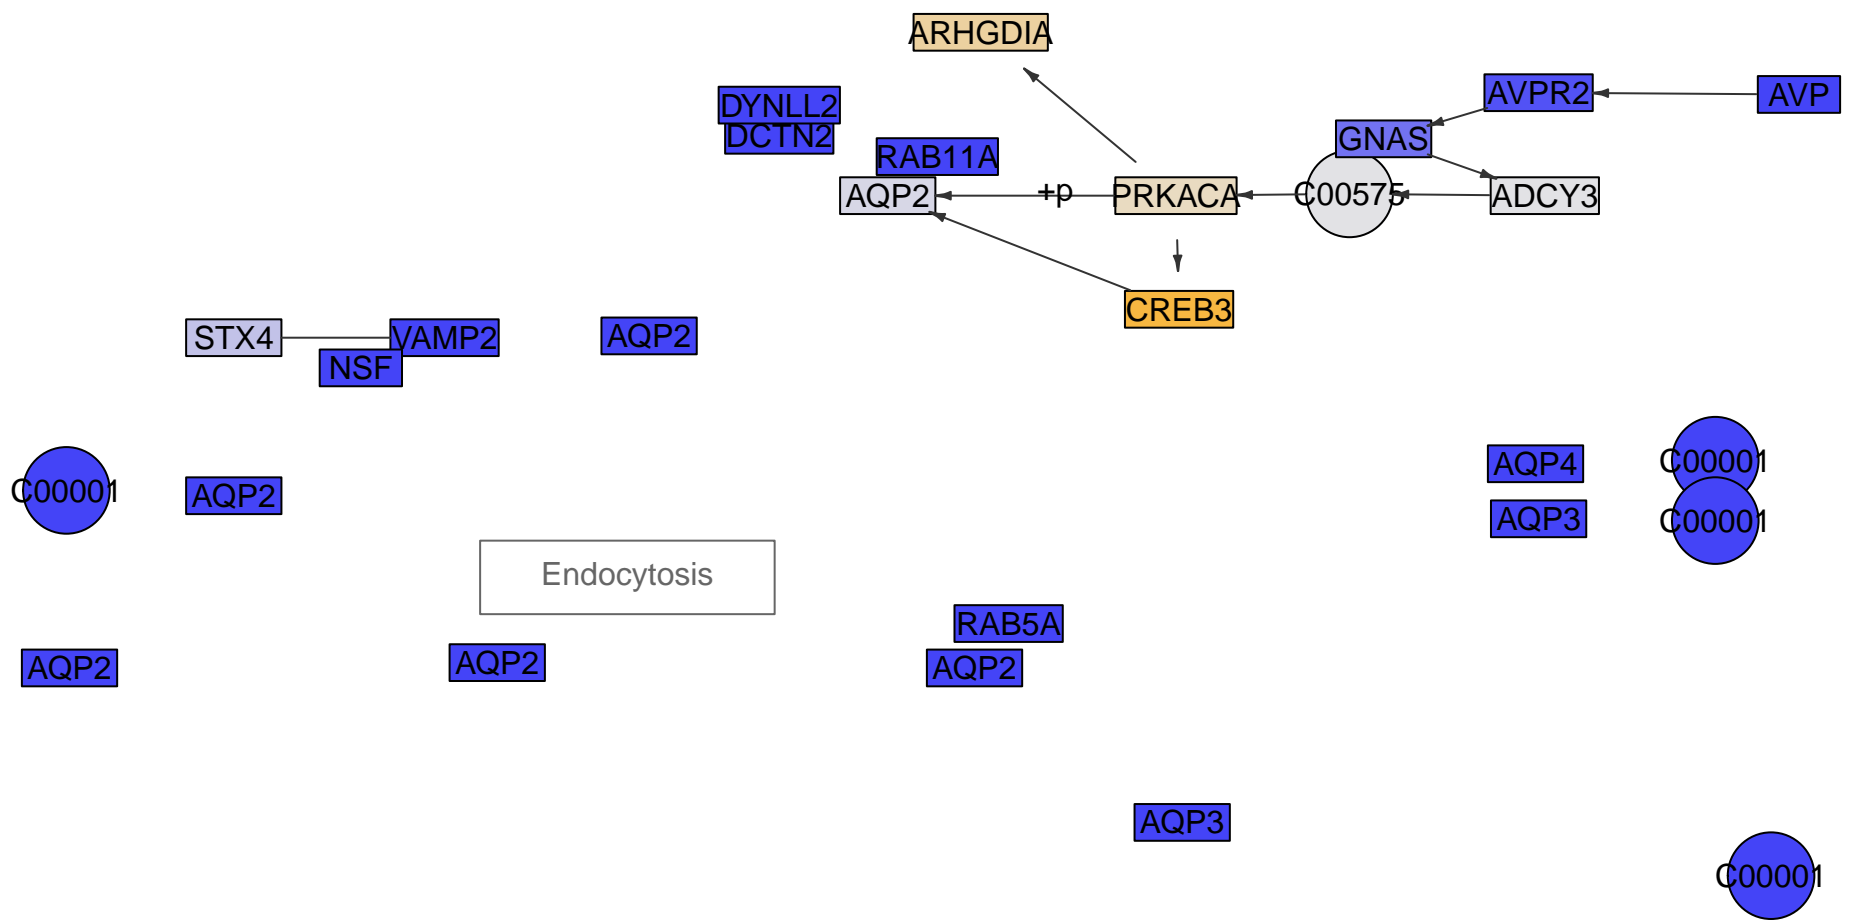 ARHGDIA
AVPR2
AVP
DYNLL2
DCTN2
GNAS
RAB11A
AQP2
+p
PRKACA
C00575
ADCY3
CREB3
STX4
VAMP2
AQP2
NSF
C00001
AQP2
AQP4
C00001
AQP3
C00001
Endocytosis
RAB5A
AQP2
AQP2
AQP2
AQP3
C00001